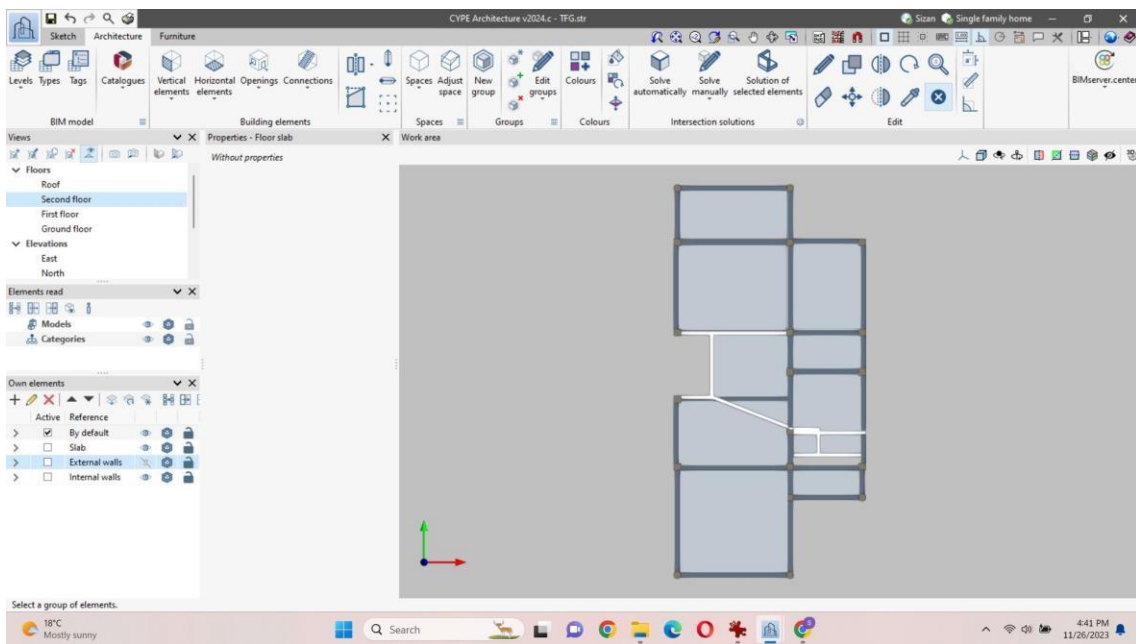 CYPE Architecture v2024.c - TFG.str
Sizan
Single family home
Sketch
Architecture
Furniture
Levels
Types
Tags
Catalogues
Vertical elements
Horizontal elements
Openings
Connections
Spaces
Adjust space
New group
Edit groups
Colours
Solve automatically
Solve manually
Solution of selected elements
BIMserver.center
BIM model
Building elements
Spaces
Groups
Colours
Intersection solutions
Edit
Views
Properties - Floor slab
Work area
Without properties
Floors
Roof
Second floor
First floor
Ground floor
Elevations
East
North
Elements read
Models
Categories
Own elements
Active Reference
By default
Slab
External walls
Internal walls
Select a group of elements.
18°C
Mostly sunny
Search
4:41 PM
11/26/2023